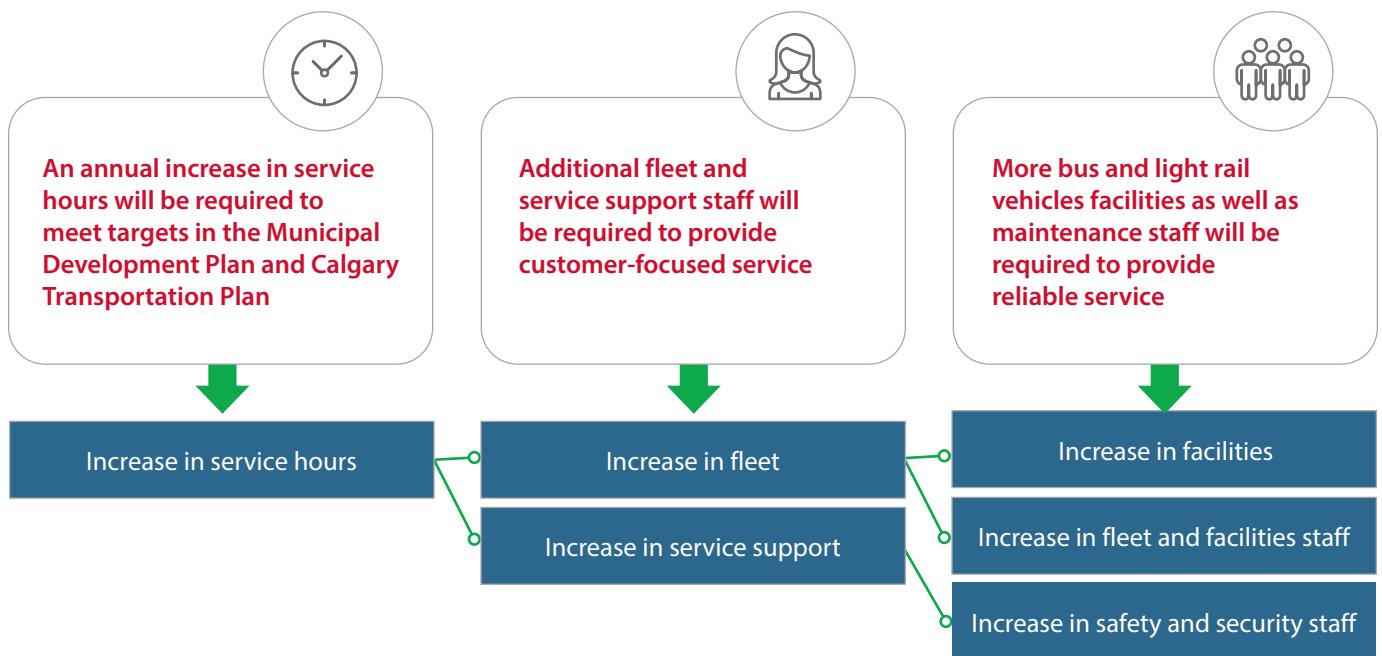 An annual increase in service
hours will be required to
meet targets in the Municipal
Development Plan and Calgary
Transportation Plan
Additional fleet and
service support staff will
be required to provide
customer-focused service
More bus and light rail
vehicles facilities as well as
maintenance staff will be
required to provide
reliable service
Increase in service hours
Increase in fleet
Increase in service support
Increase in facilities
Increase in fleet and facilities staff
Increase in safety and security staff